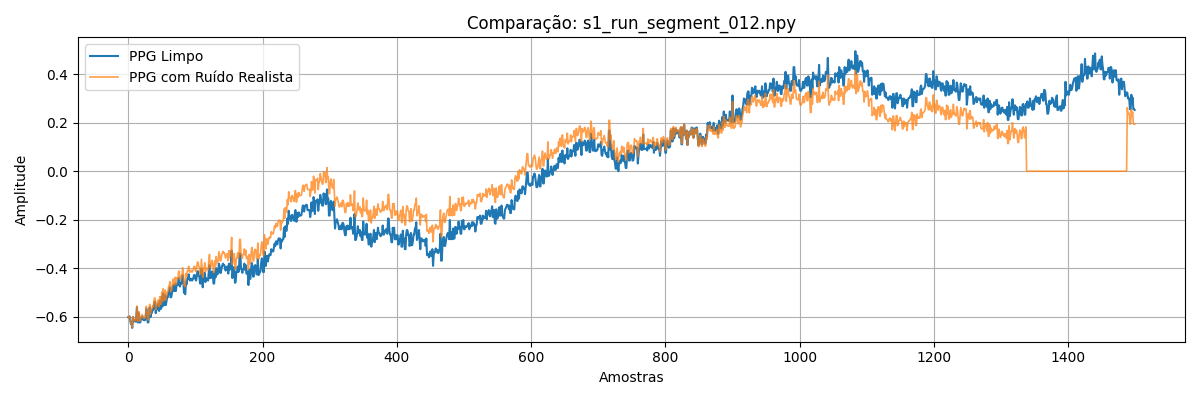 Comparação: s1_run_segment_012.npy
PPG Limpo
PPG com Ruído Realista
Amplitude
0.4
0.2
0.0
−0.2
−0.4
−0.6
0 200 400 600 800 1000 1200 1400
Amostras